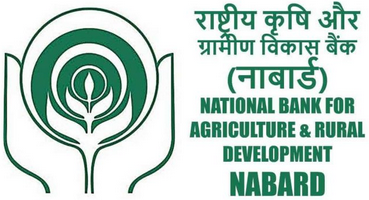 राष्ट्रीय कृषि और
ग्रामीण विकास बैंक
(नाबार्ड)
NATIONAL BANK FOR
AGRICULTURE & RURAL
DEVELOPMENT
NABARD